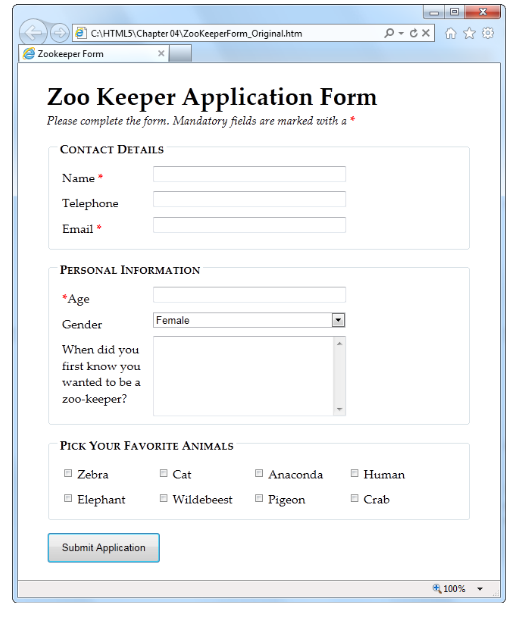 C:\HTML5\Chapter 04\ZooKeeperForm_Original.htm
Zookeeper Form
Zoo Keeper Application Form
Please complete the form. Mandatory fields are marked with a *
CONTACT DETAILS
Name *
Telephone
Email *
PERSONAL INFORMATION
*Age
Gender Female
When did you
first know you
wanted to be a
zoo-keeper?
PICK YOUR FAVORITE ANIMALS
Zebra Cat Anaconda Human
Elephant Wildebeest Pigeon Crab
Submit Application
100%